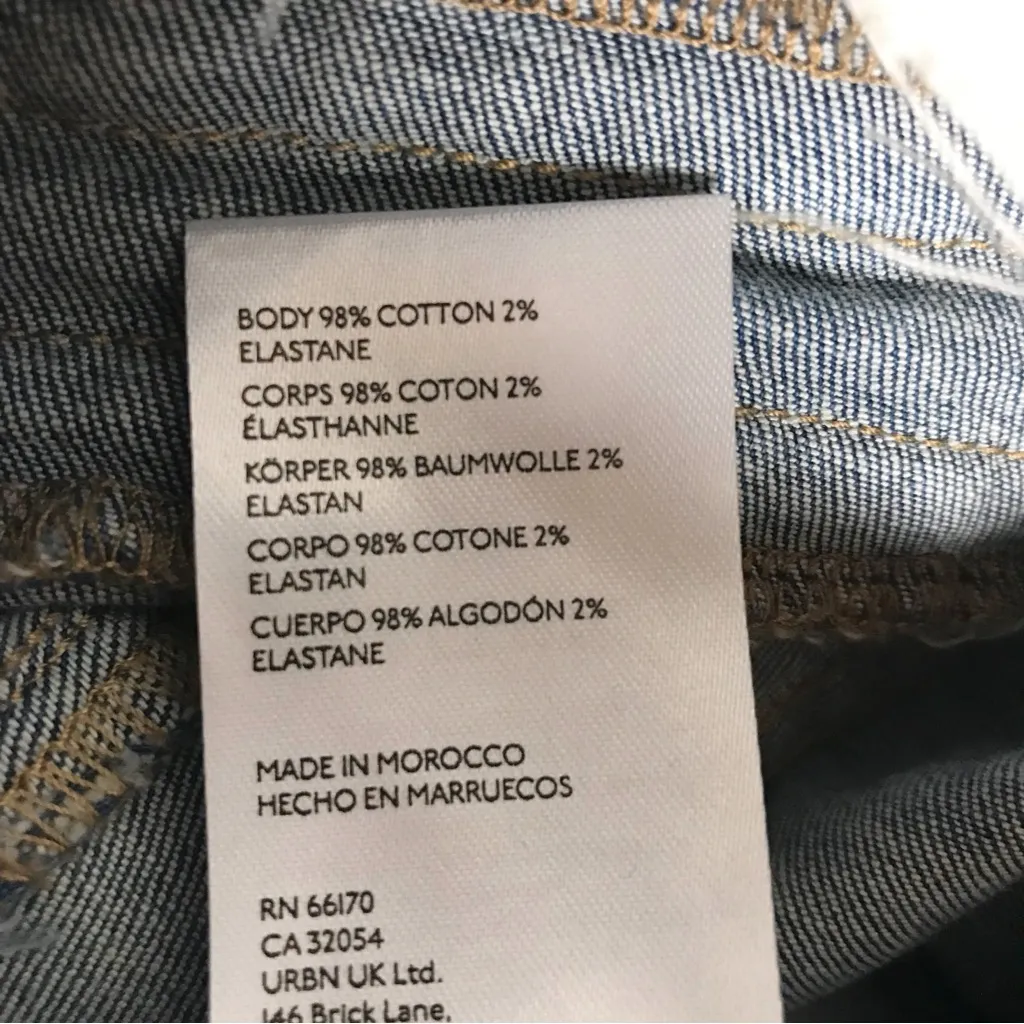 BODY 98% COTTON 2%
ELASTANE
CORPS 98% COTON 2%
ÉLASTHANNE
KÖRPER 98% BAUMWOLLE 2%
ELASTAN
CORPO 98% COTONE 2%
ELASTAN
CUERPO 98% ALGODÓN 2%
ELASTANE
MADE IN MOROCCO
HECHO EN MARRUECOS
RN 66170
CA 32054
URBN UK Ltd.
146 Brick Lane,